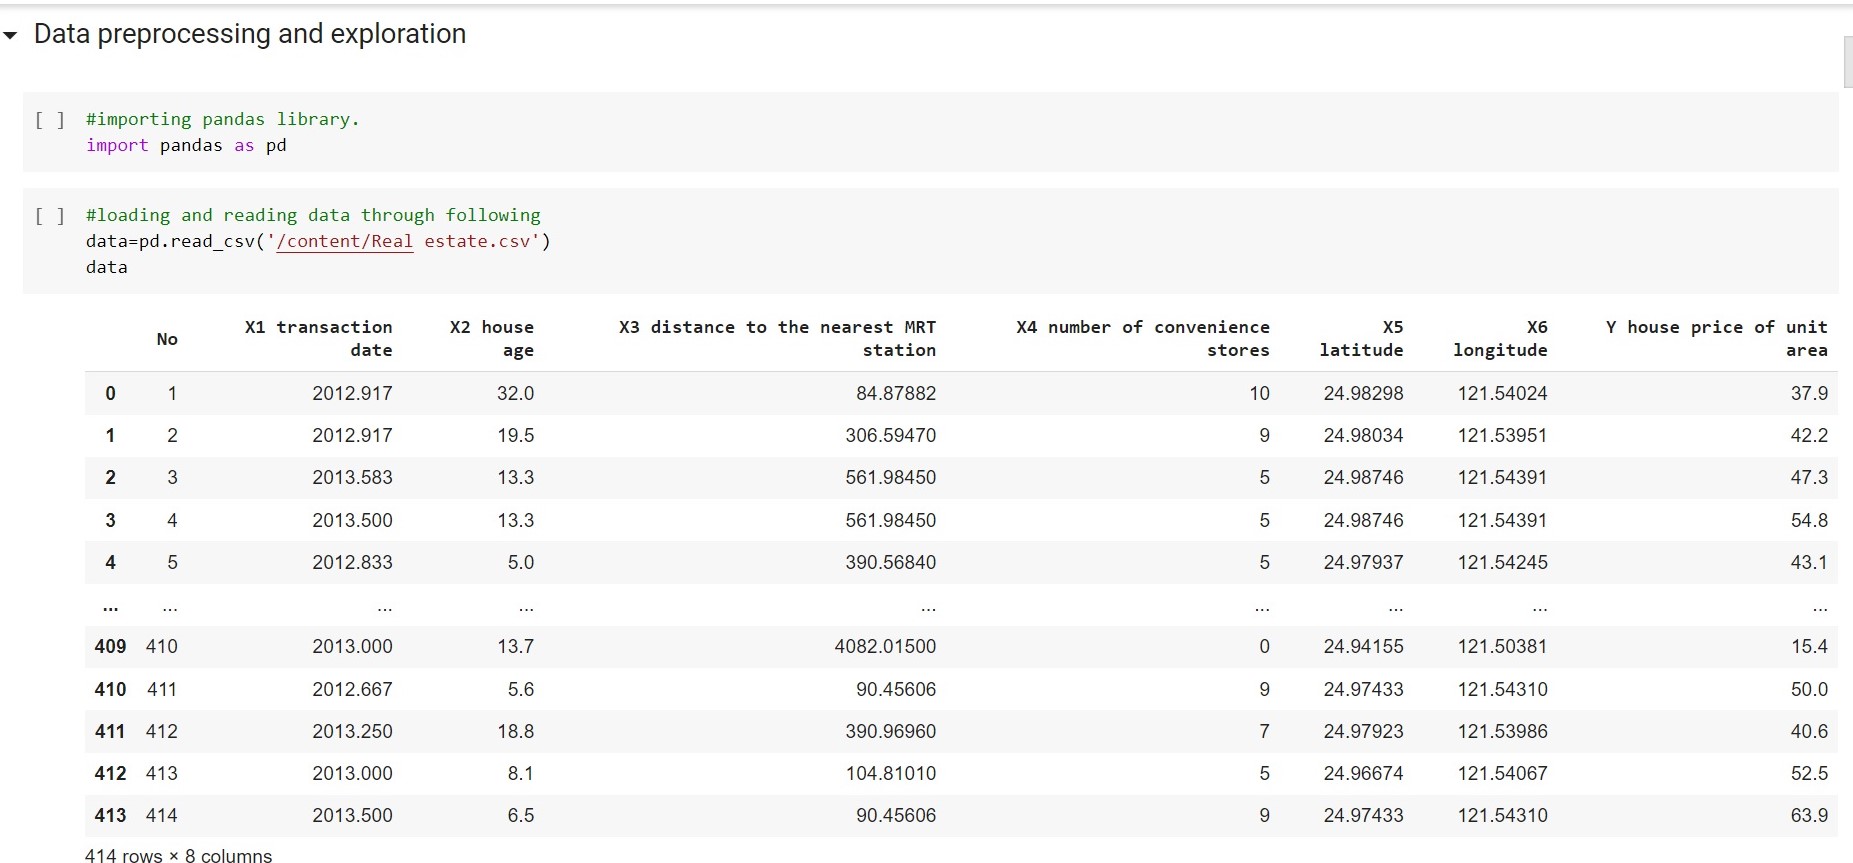 Data preprocessing and exploration
[ ] #importing pandas library.
import pandas as pd
[ ] #loading and reading data through following
data=pd.read_csv('/content/Real estate.csv')
data
No X1 transaction date X2 house age X3 distance to the nearest MRT station X4 number of convenience stores X5 latitude X6 longitude Y house price of unit area
0 1 2012.917 32.0 84.87882 10 24.98298 121.54024 37.9
1 2 2012.917 19.5 306.59470 9 24.98034 121.53951 42.2
2 3 2013.583 13.3 561.98450 5 24.98746 121.54391 47.3
3 4 2013.500 13.3 561.98450 5 24.98746 121.54391 54.8
4 5 2012.833 5.0 390.56840 5 24.97937 121.54245 43.1
... ... ... ... ... ... ... ... ...
409 410 2013.000 13.7 4082.01500 0 24.94155 121.50381 15.4
410 411 2012.667 5.6 90.45606 9 24.97433 121.54310 50.0
411 412 2013.250 18.8 390.96960 7 24.97923 121.53986 40.6
412 413 2013.000 8.1 104.81010 5 24.96674 121.54067 52.5
413 414 2013.500 6.5 90.45606 9 24.97433 121.54310 63.9
414 rows × 8 columns